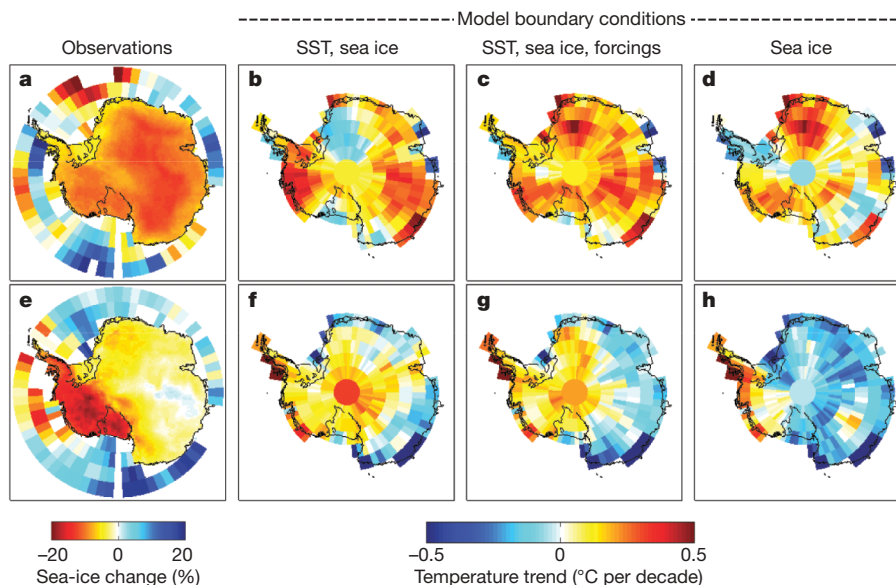 Model boundary conditions
Observations
SST, sea ice
SST, sea ice, forcings
Sea ice
a
b
c
d
e
f
g
h
−20 0 20
Sea-ice change (%)
−0.5 0 0.5
Temperature trend (°C per decade)